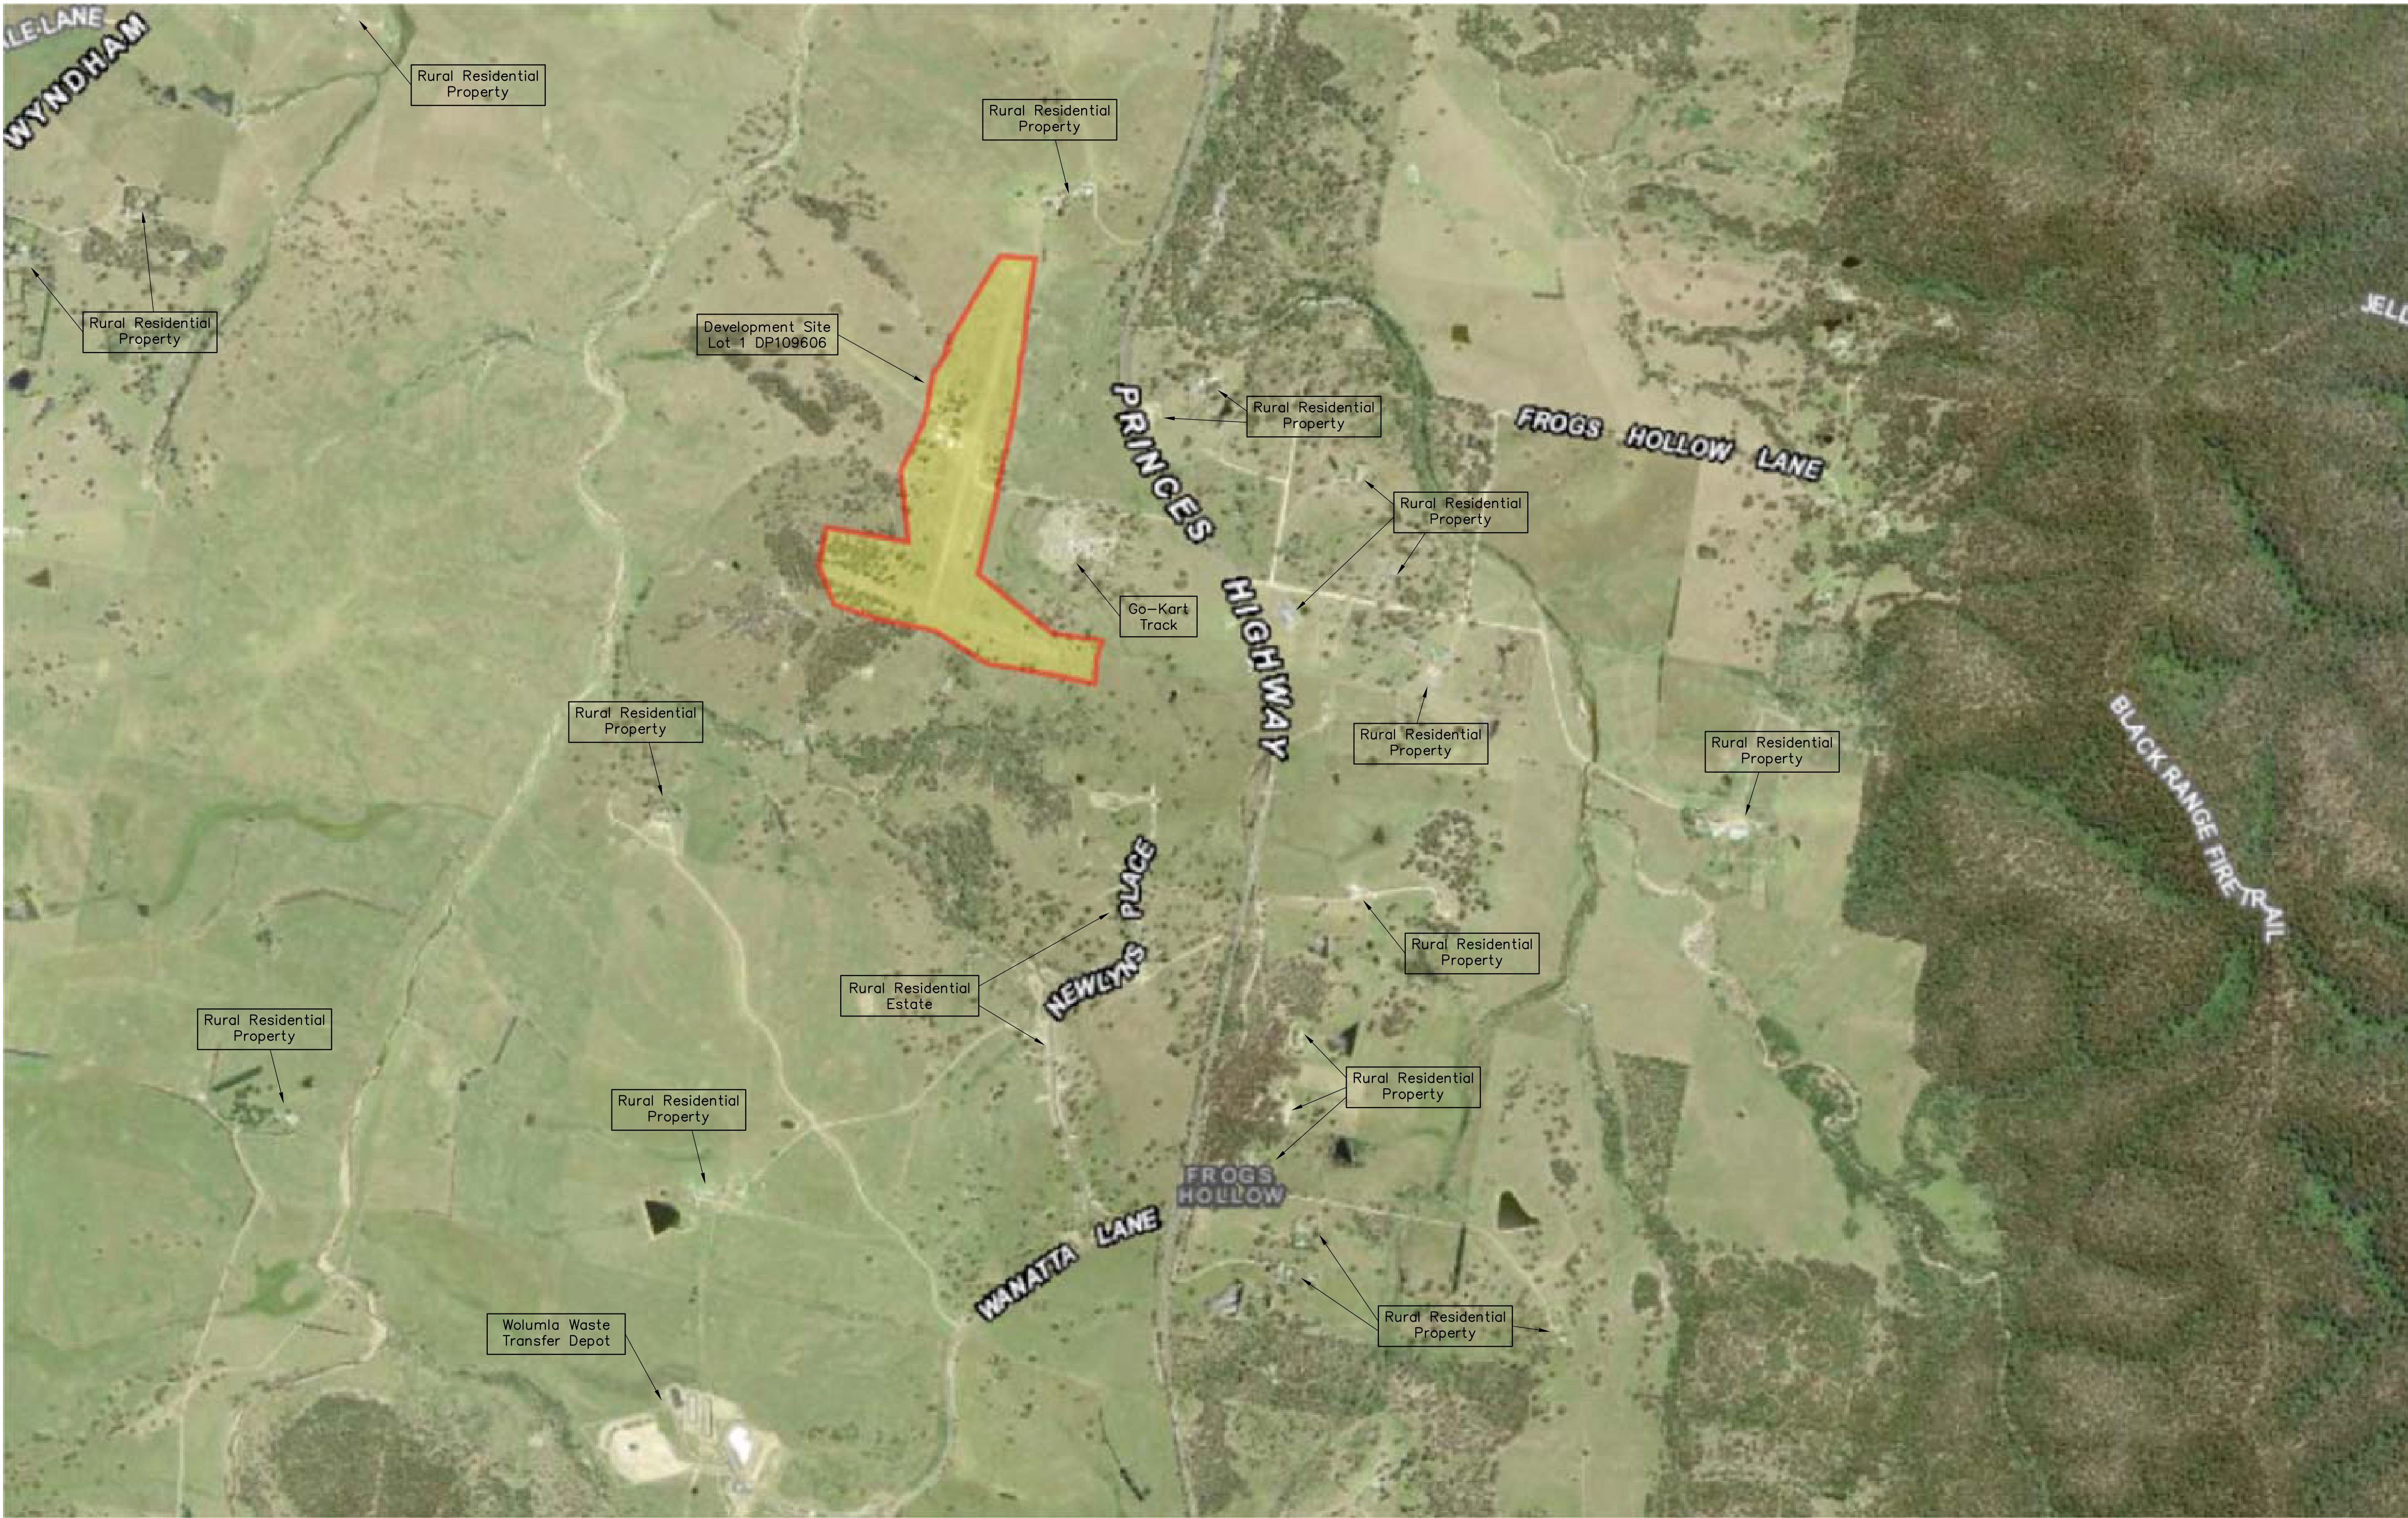 WYNDHAM
Rural Residential
Property
Rural Residential
Property
Rural Residential
Property
Development Site
Lot 1 DP109606
PRINCES HIGHWAY
Rural Residential
Property
FROGS HOLLOW LANE
Rural Residential
Property
Go-Kart
Track
Rural Residential
Property
Rural Residential
Property
Rural Residential
Property
BLACK RANGE FIRE TRAIL
NEWLYNS PLACE
Rural Residential
Property
Rural Residential
Estate
Rural Residential
Property
Rural Residential
Property
Rural Residential
Property
FROGS
HOLLOW
WANATTA LANE
Wolumla Waste
Transfer Depot
Rural Residential
Property